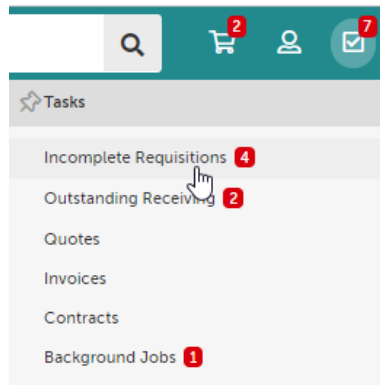 2
7
Tasks
Incomplete Requisitions 4
Outstanding Receiving 2
Quotes
Invoices
Contracts
Background Jobs 1